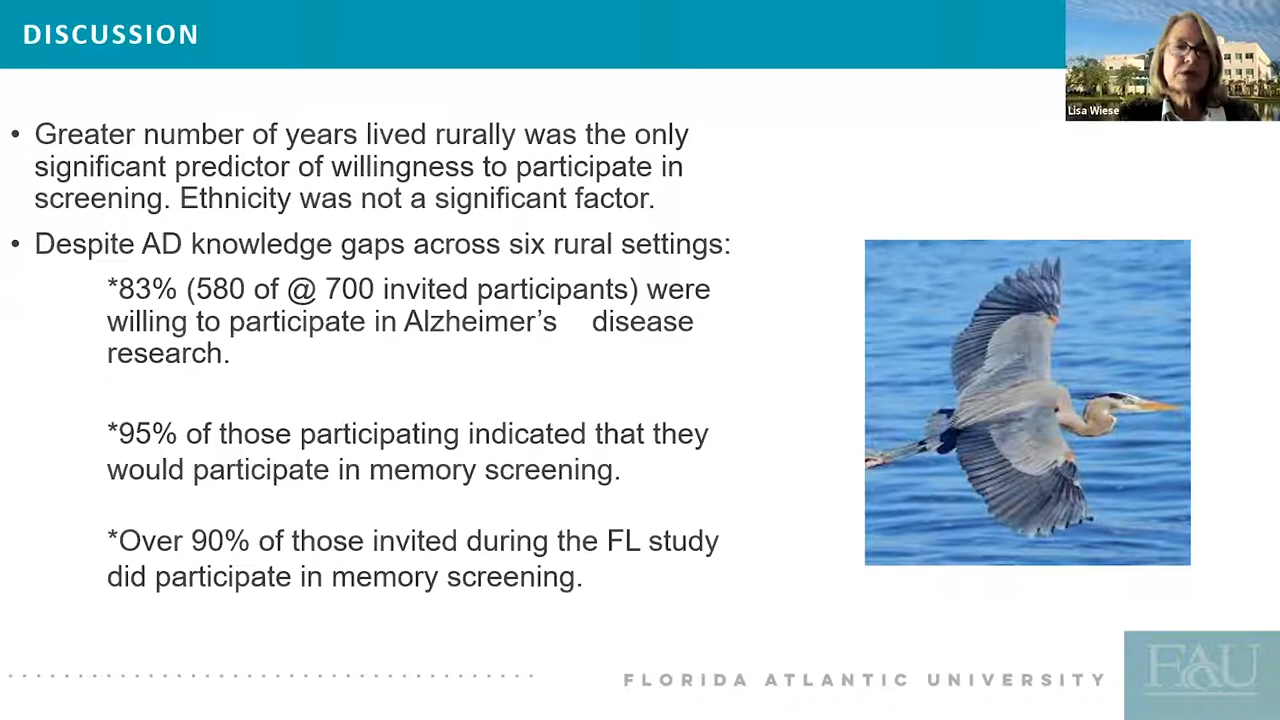 DISCUSSION
Lisa Wiese
• Greater number of years lived rurally was the only
significant predictor of willingness to participate in
screening. Ethnicity was not a significant factor.
• Despite AD knowledge gaps across six rural settings:
*83% (580 of @ 700 invited participants) were
willing to participate in Alzheimer’s disease
research.
*95% of those participating indicated that they
would participate in memory screening.
*Over 90% of those invited during the FL study
did participate in memory screening.
FLORIDA ATLANTIC UNIVERSITY
FAU